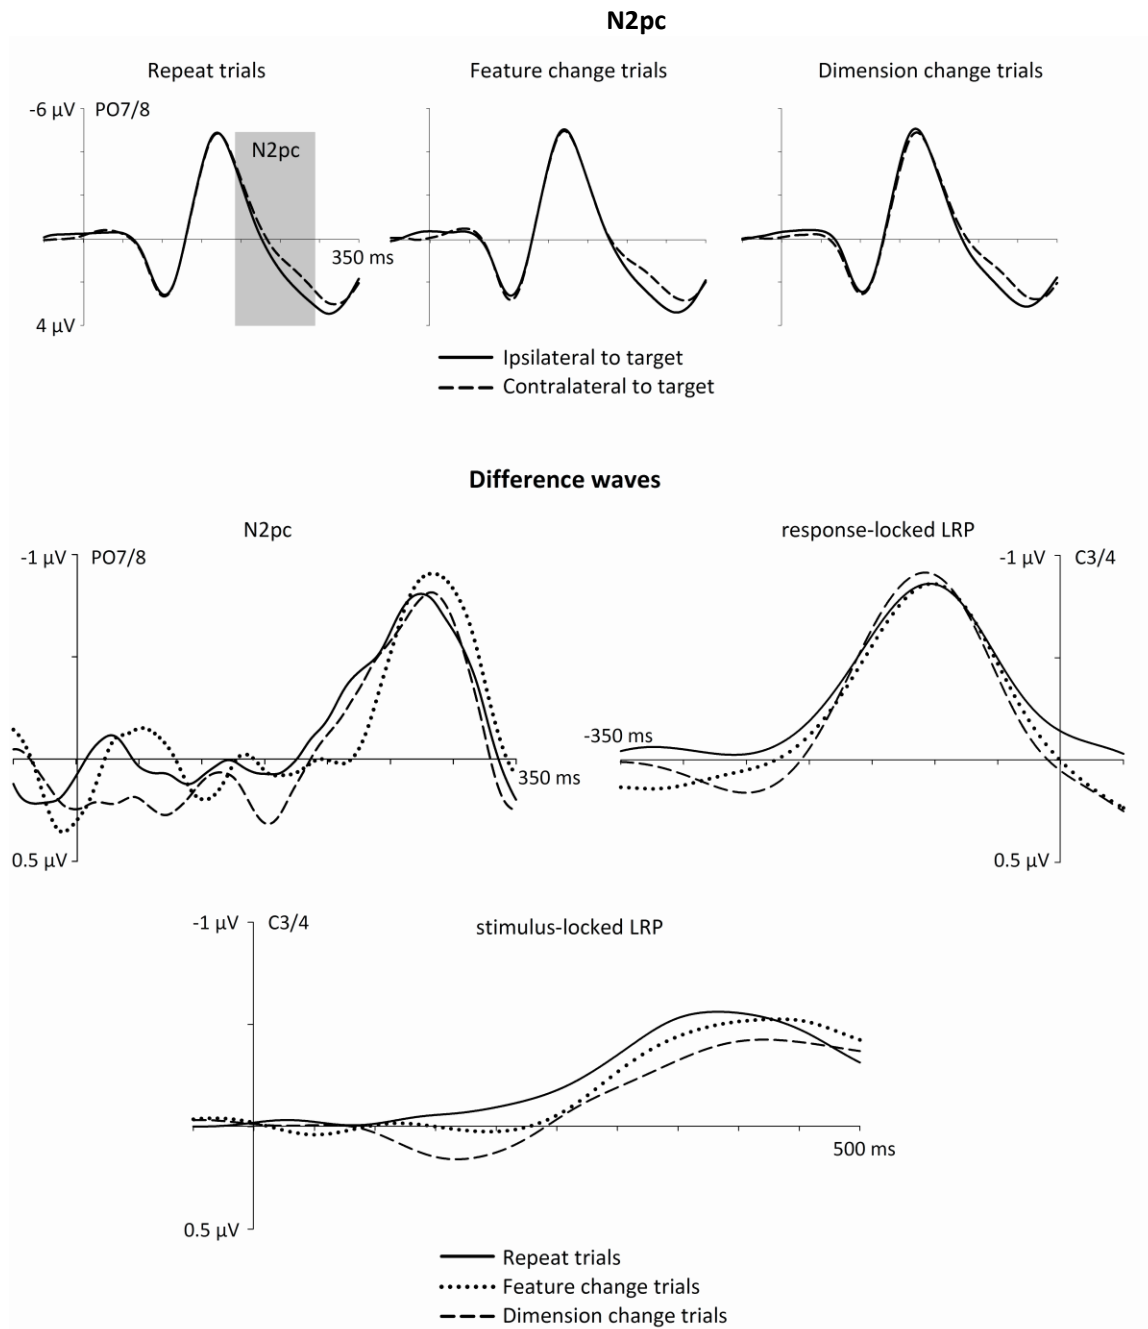 N2pc
Repeat trials
Feature change trials
Dimension change trials
-6 µV
PO7/8
N2pc
350 ms
4 µV
Ipsilateral to target
Contralateral to target
Difference waves
N2pc
response-locked LRP
-1 µV
PO7/8
-1 µV
C3/4
-350 ms
350 ms
0.5 µV
0.5 µV
-1 µV
C3/4
stimulus-locked LRP
500 ms
0.5 µV
Repeat trials
Feature change trials
Dimension change trials